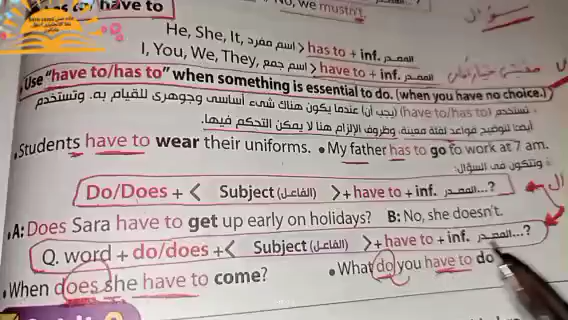 have to
No, we mustn't.
سؤال
He, She, It, اسم مفرد > has to + inf. المصدر
I, You, We, They, اسم جمع > have to + inf. المصدر
Use "have to/has to" when something is essential to do. (when you have no choice.)
نستخدم (have to/has to) (يجب أن) عندما يكون هناك شيء أساسي وجوهري للقيام به. وتستخدم
أيضا لتوضيح قواعد لفئة معينة، وظروف الإلزام هنا لا يمكن التحكم فيها.
• Students have to wear their uniforms. • My father has to go to work at 7 am.
وتتكون في السؤال:
Do/Does + < Subject (الفاعل) > + have to + inf. المصدر...?
• A: Does Sara have to get up early on holidays? B: No, she doesn't.
Q. word + do/does + < Subject (الفاعل) > + have to + inf. المصدر...?
• When does she have to come? • What do you have to do